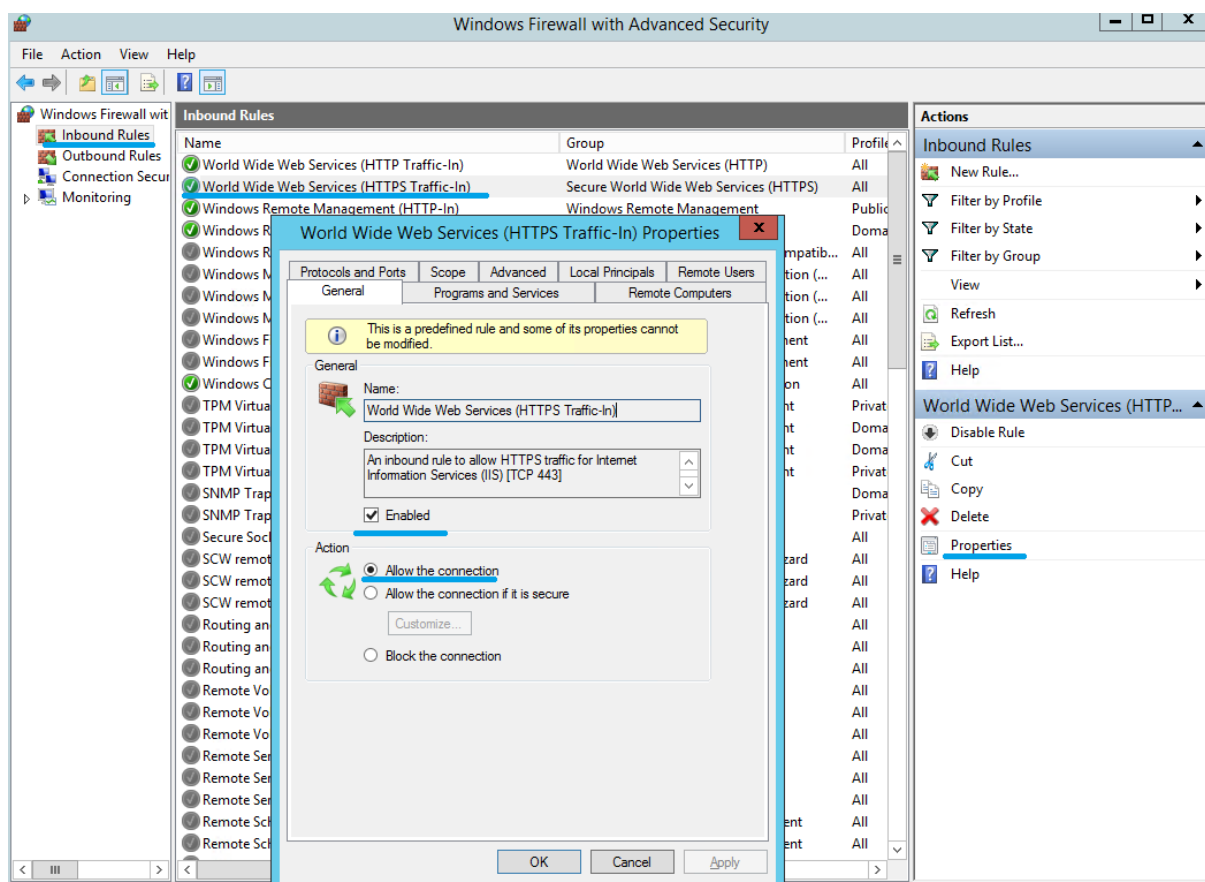 Windows Firewall with Advanced Security
File Action View Help
Windows Firewall wit
Inbound Rules
Outbound Rules
Connection Secur
Monitoring
Inbound Rules
Name Group Profile
World Wide Web Services (HTTP Traffic-In) World Wide Web Services (HTTP) All
World Wide Web Services (HTTPS Traffic-In) Secure World Wide Web Services (HTTPS) All
Windows Remote Management (HTTP-In) Windows Remote Management Public
Windows R Doma
Windows R mpatib... All
Windows M tion (... All
Windows M tion (... All
Windows M tion (... All
Windows F ent All
Windows F ent All
Windows C on All
TPM Virtua nt Privat
TPM Virtua nt Doma
TPM Virtua nt Doma
TPM Virtua nt Privat
SNMP Trap Doma
SNMP Trap Privat
Secure Sock All
SCW remot zard All
SCW remot zard All
SCW remot zard All
Routing an All
Routing an All
Routing an All
Remote Vo All
Remote Vo All
Remote Vo All
Remote Ser All
Remote Ser All
Remote Ser All
Remote Sch ent All
Remote Sch ent All
World Wide Web Services (HTTPS Traffic-In) Properties
Protocols and Ports Scope Advanced Local Principals Remote Users
General Programs and Services Remote Computers
This is a predefined rule and some of its properties cannot
be modified.
General
Name:
World Wide Web Services (HTTPS Traffic-In)
Description:
An inbound rule to allow HTTPS traffic for Internet
Information Services (IIS) [TCP 443]
Enabled
Action
Allow the connection
Allow the connection if it is secure
Customize...
Block the connection
OK Cancel Apply
Actions
Inbound Rules
New Rule...
Filter by Profile
Filter by State
Filter by Group
View
Refresh
Export List...
Help
World Wide Web Services (HTTP...
Disable Rule
Cut
Copy
Delete
Properties
Help